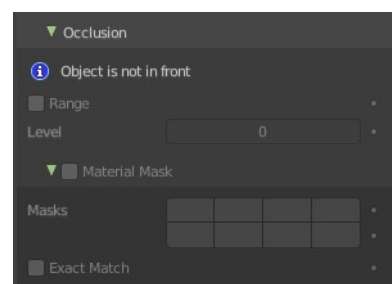 Occlusion
Object is not in front
Range
Level 0
Material Mask
Masks
Exact Match